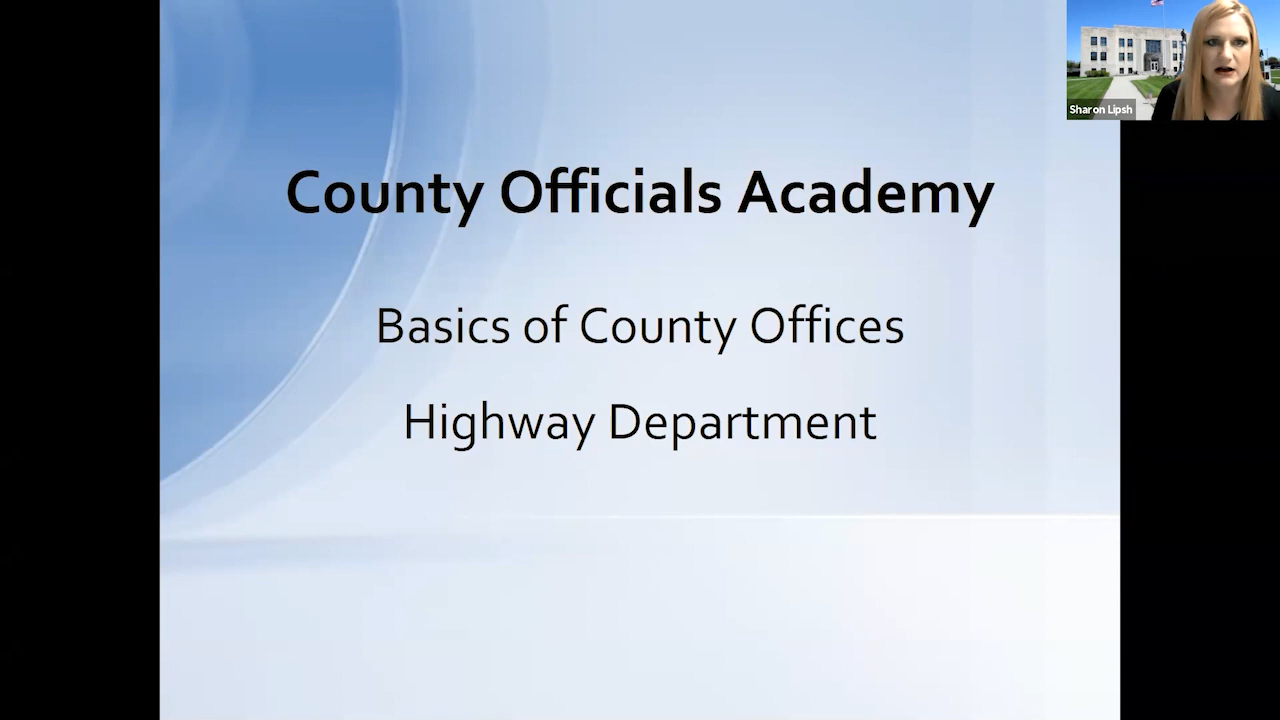 County Officials Academy
Basics of County Offices
Highway Department
Sharon Lipsh